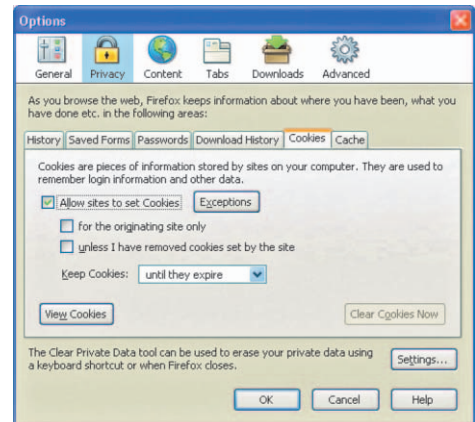 Options
General Privacy Content Tabs Downloads Advanced
As you browse the web, Firefox keeps information about where you have been, what you
have done etc. in the following areas:
History Saved Forms Passwords Download History Cookies Cache
Cookies are pieces of information stored by sites on your computer. They are used to
remember login information and other data.
Allow sites to set Cookies Exceptions
for the originating site only
unless I have removed cookies set by the site
Keep Cookies: until they expire
View Cookies Clear Cookies Now
The Clear Private Data tool can be used to erase your private data using
a keyboard shortcut or when Firefox closes.
Settings...
OK Cancel Help